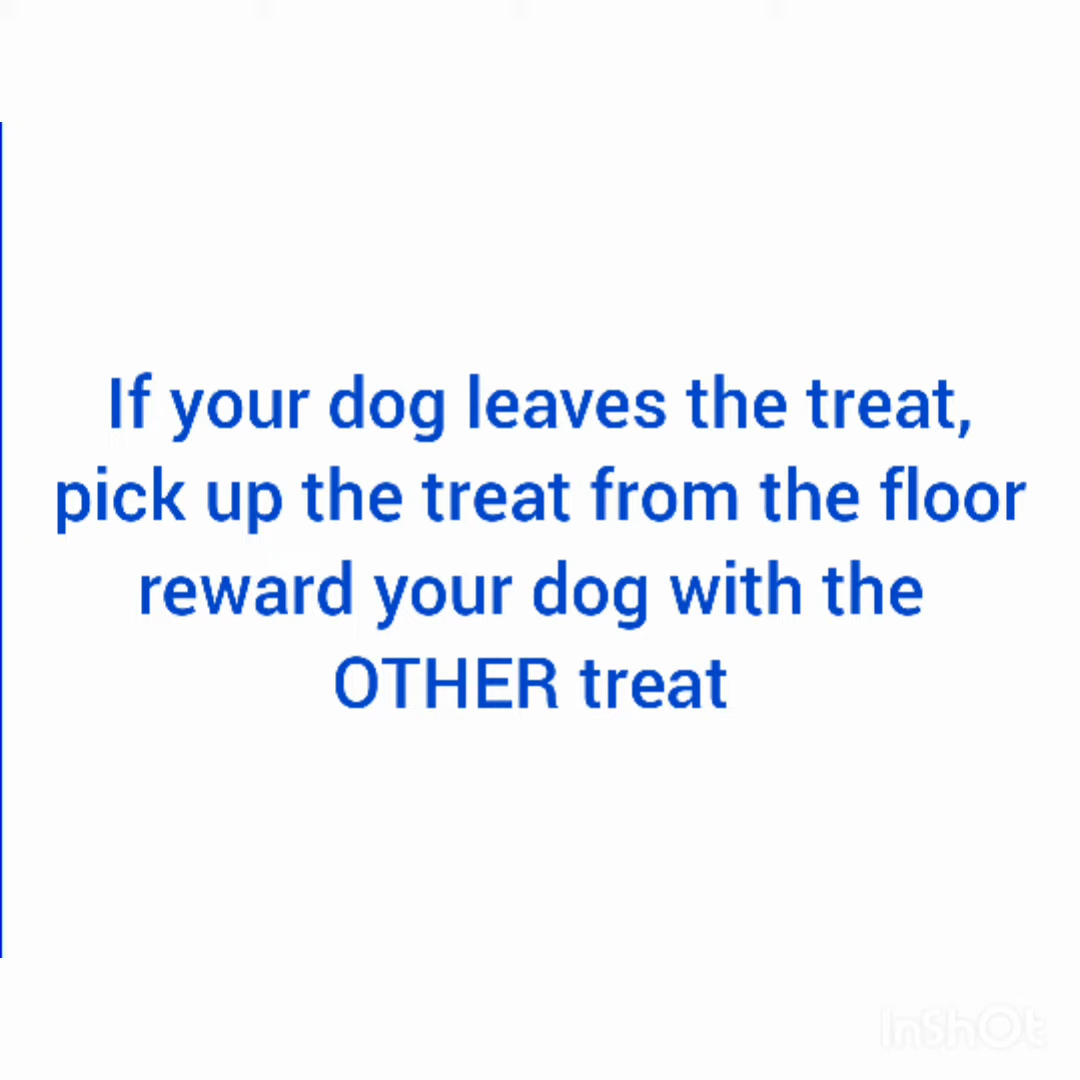 If your dog leaves the treat,
pick up the treat from the floor
reward your dog with the
OTHER treat
InShOt